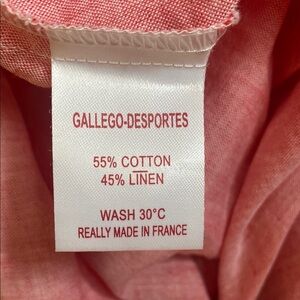 GALLEGO-DESPORTES
55% COTTON
45% LINEN
WASH 30°C
REALLY MADE IN FRANCE